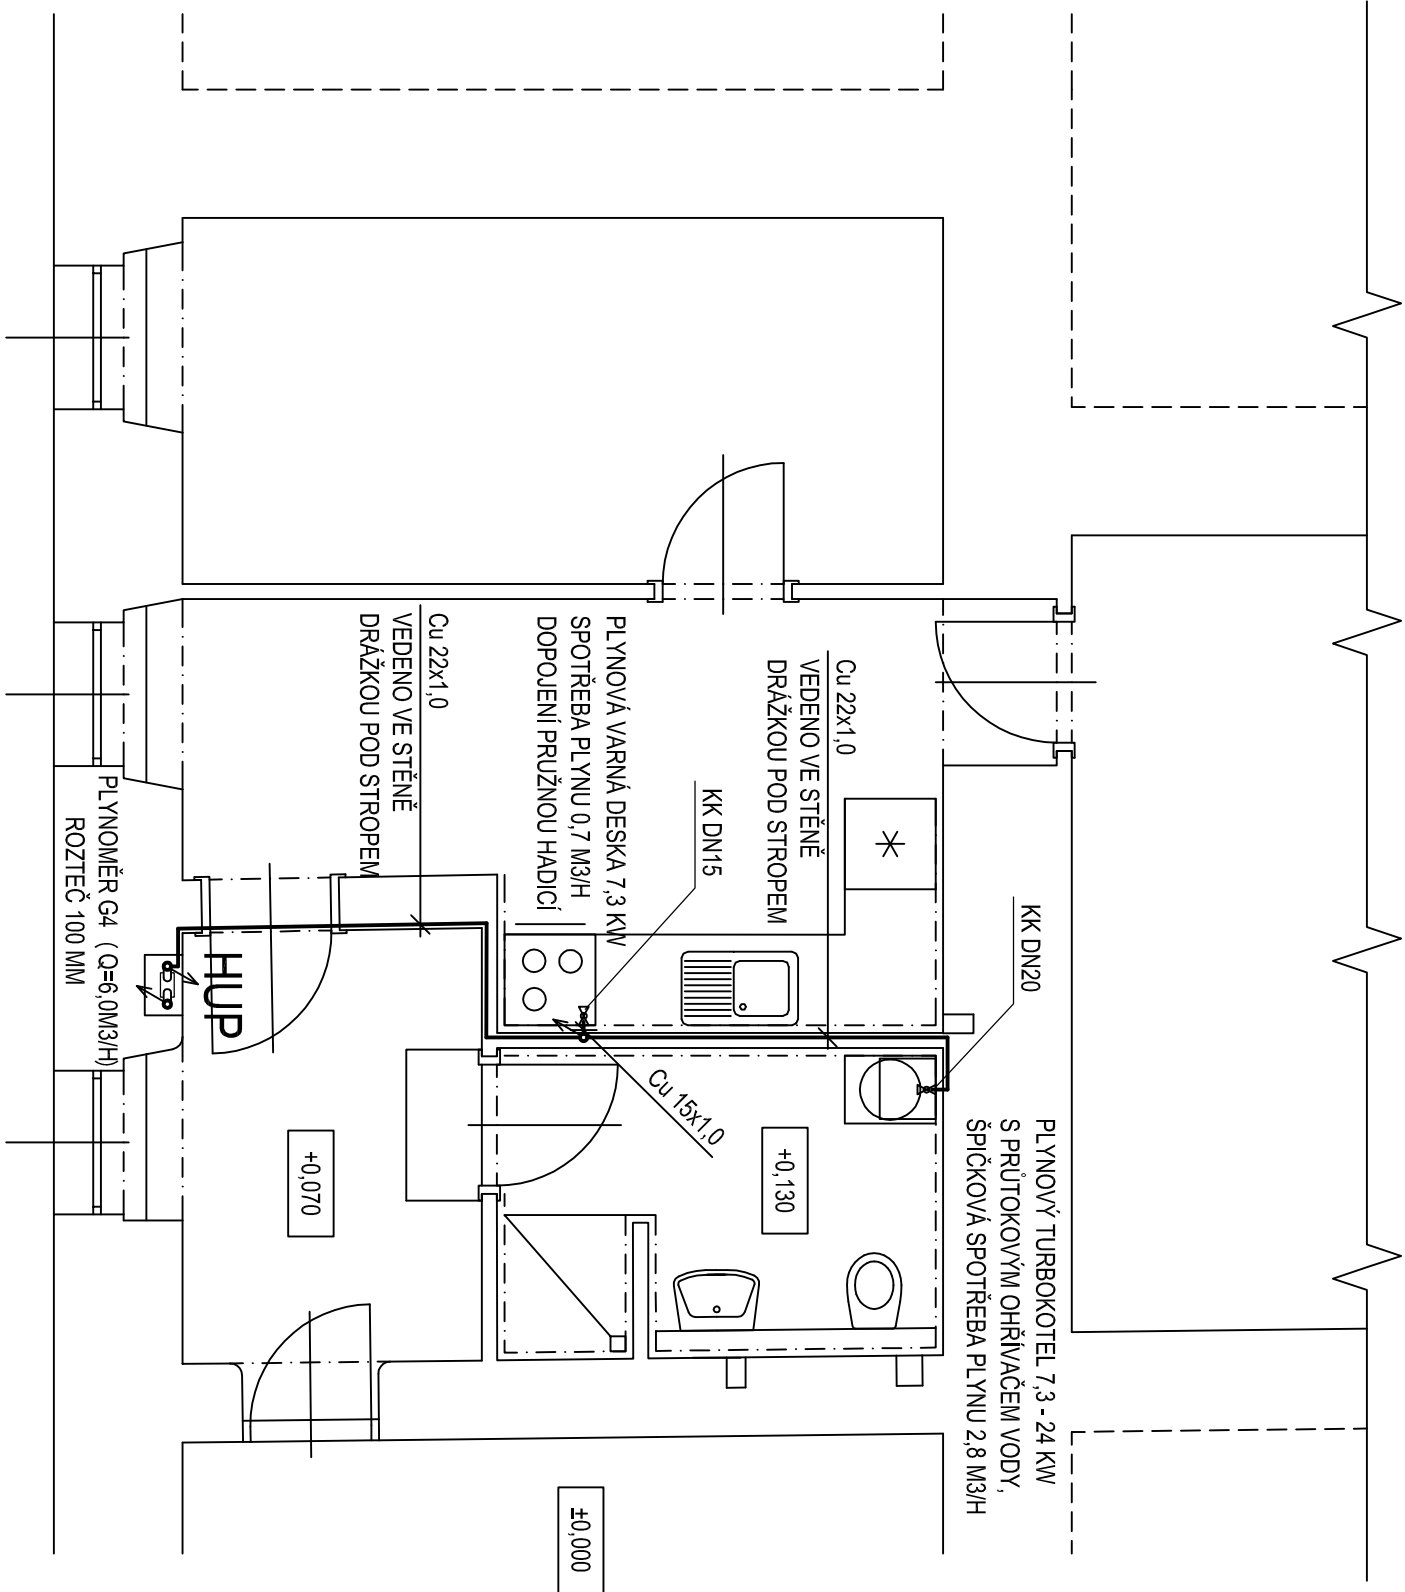 Cu 22x1,0
VEDENO VE STĚNĚ
DRÁŽKOU POD STROPEM
PLYNOVÁ VARNÁ DESKA 7,3 KW
SPOTŘEBA PLYNU 0,7 M3/H
DOPOJENÍ PRUŽNOU HADICÍ
Cu 22x1,0
VEDENO VE STĚNĚ
DRÁŽKOU POD STROPEM
KK DN15
KK DN20
PLYNOMĚR G4 ( Q=6,0M3/H)
ROZTEČ 100 MM
HUP
Cu 15x1,0
PLYNOVÝ TURBOKOTEL 7,3 - 24 KW
S PRŮTOKOVÝM OHŘÍVAČEM VODY,
ŠPIČKOVÁ SPOTŘEBA PLYNU 2,8 M3/H
+0,130
+0,070
±0,000